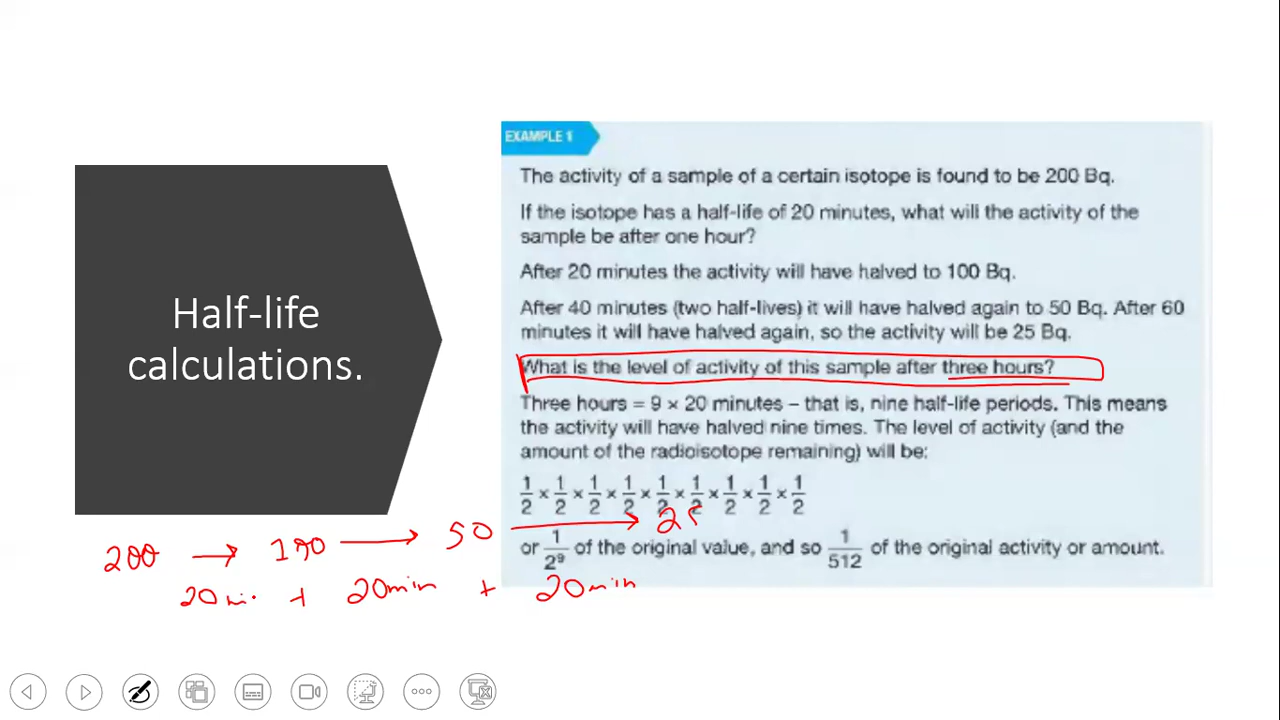 Half-life
calculations.
EXAMPLE 1
The activity of a sample of a certain isotope is found to be 200 Bq.
If the isotope has a half-life of 20 minutes, what will the activity of the
sample be after one hour?
After 20 minutes the activity will have halved to 100 Bq.
After 40 minutes (two half-lives) it will have halved again to 50 Bq. After 60
minutes it will have halved again, so the activity will be 25 Bq.
What is the level of activity of this sample after three hours?
Three hours = 9 × 20 minutes – that is, nine half-life periods. This means
the activity will have halved nine times. The level of activity (and the
amount of the radioisotope remaining) will be:
1/2 × 1/2 × 1/2 × 1/2 × 1/2 × 1/2 × 1/2 × 1/2 × 1/2
or 1/2⁹ of the original value, and so 1/512 of the original activity or amount.
200 → 100 → 50 → 25
20mi. + 20min + 20min